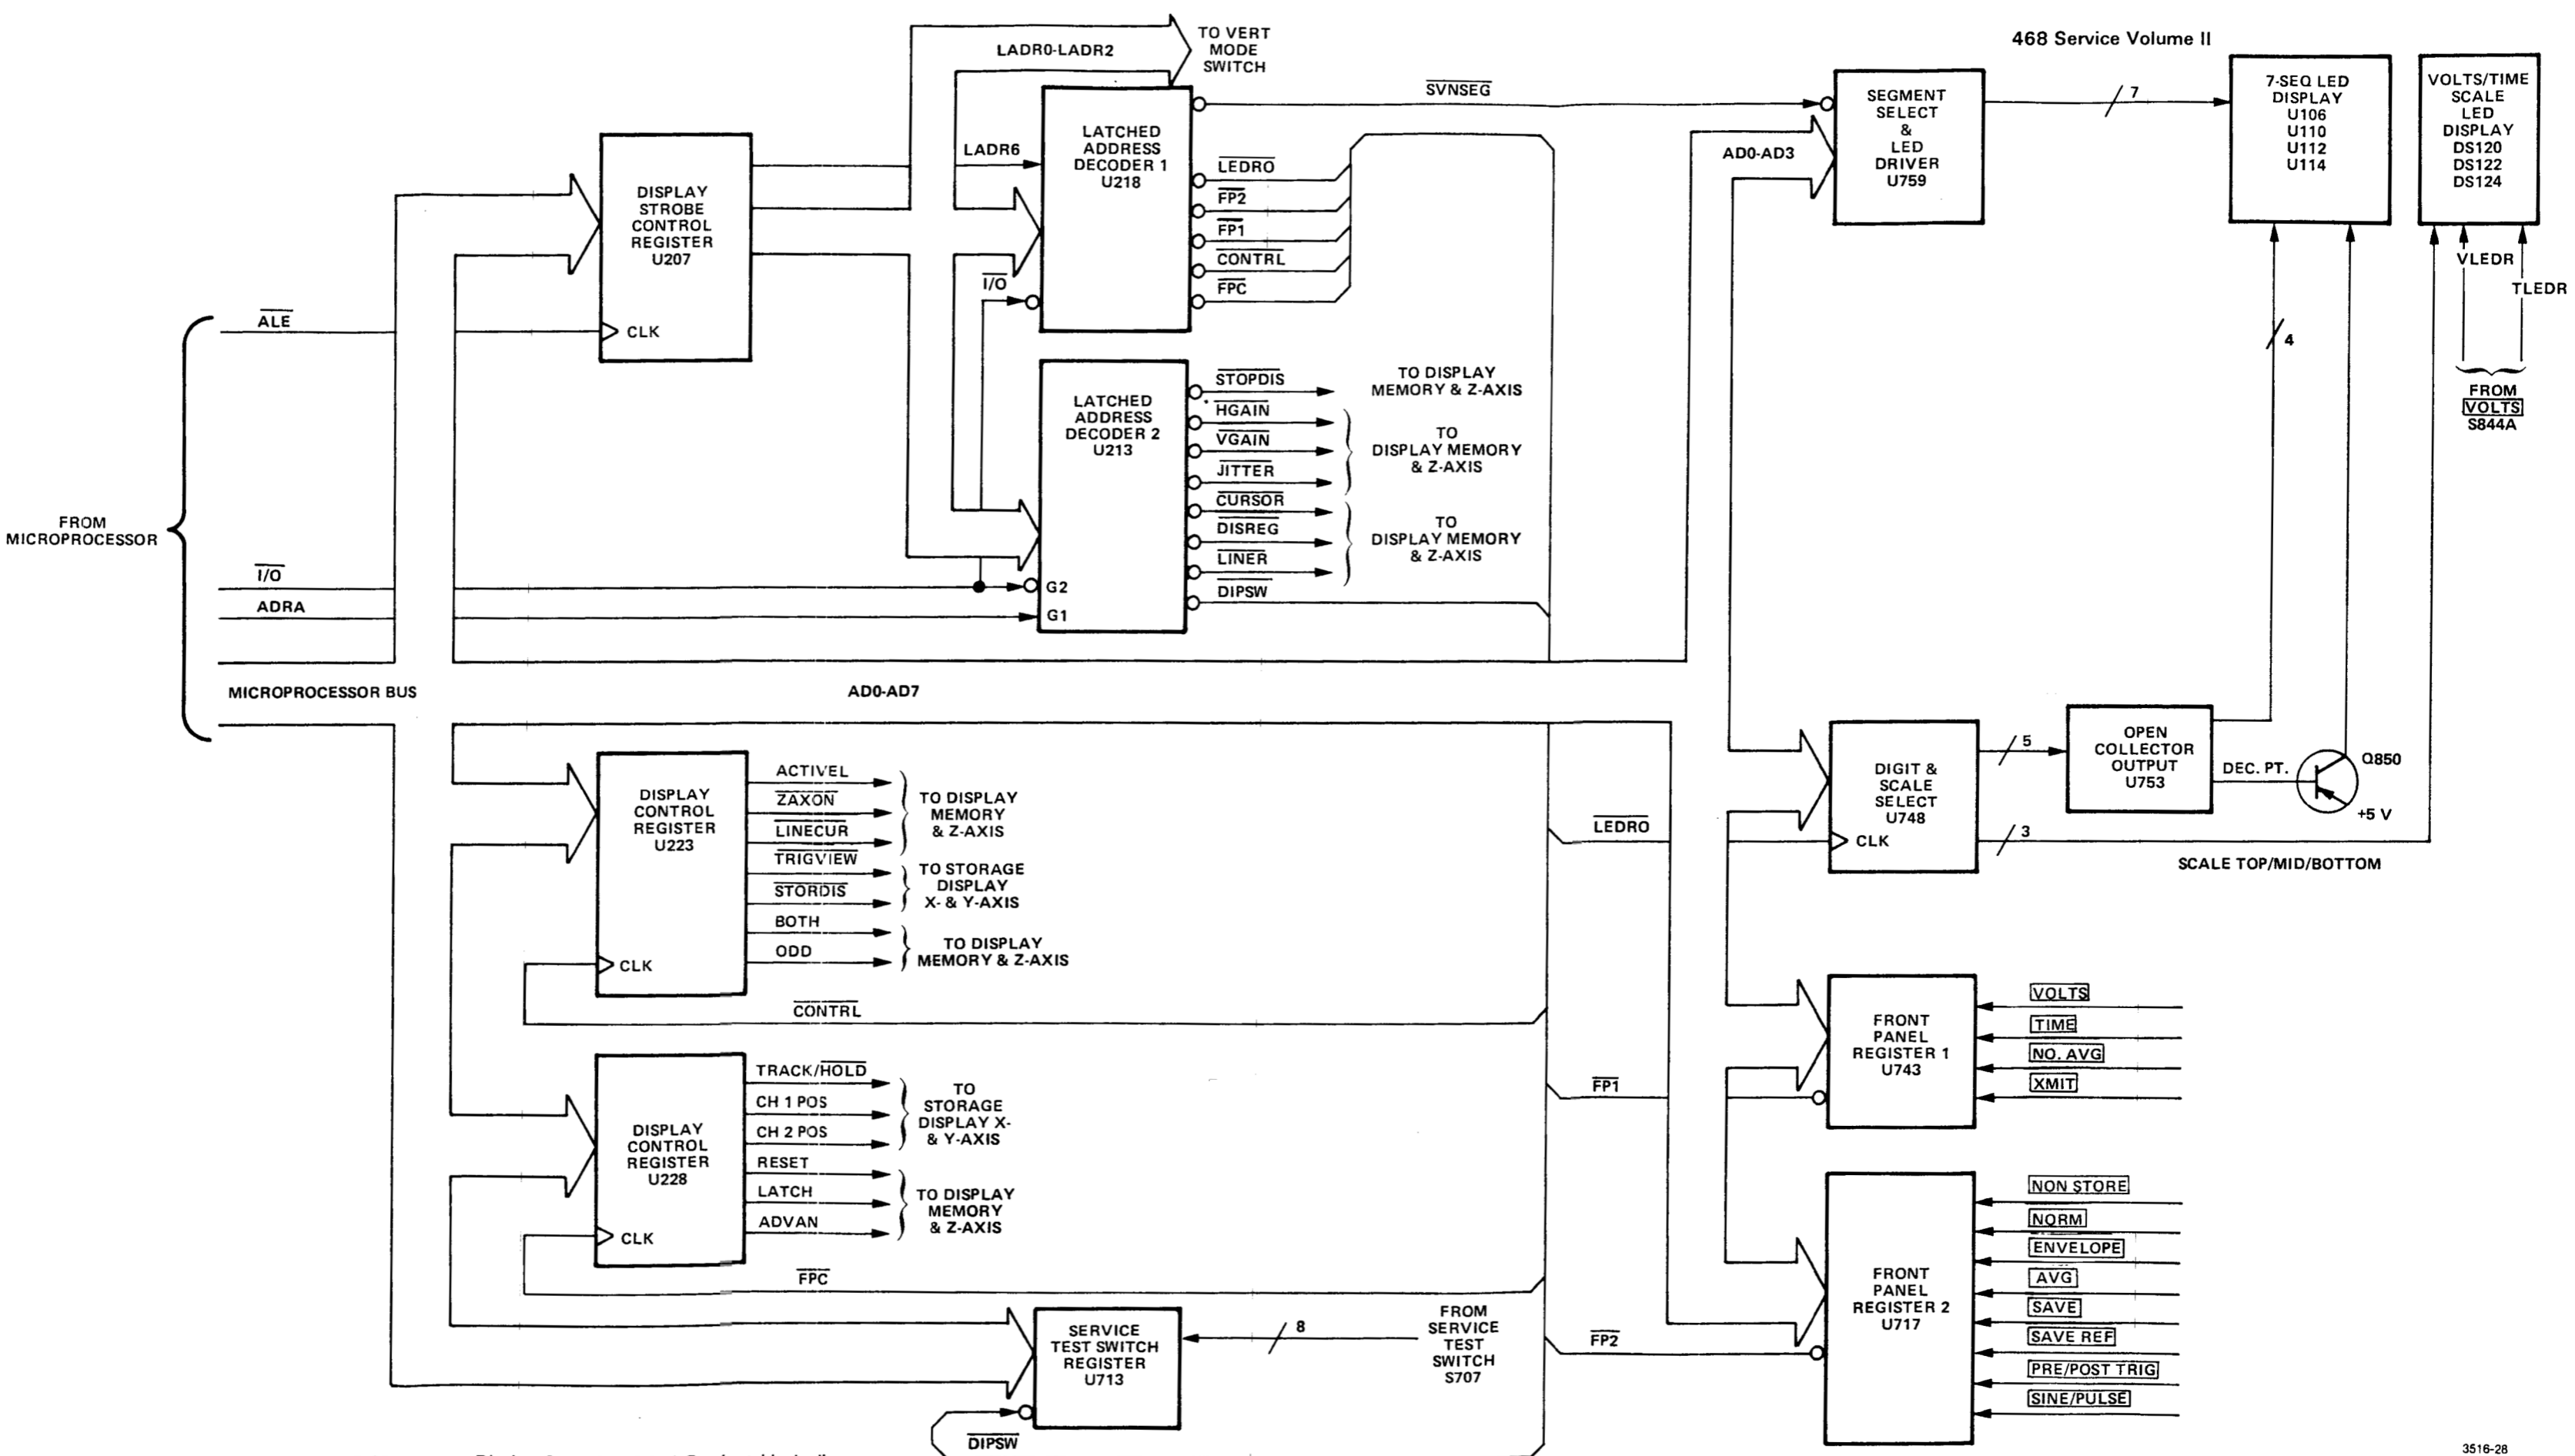 468 Service Volume II
LADR0-LADR2
TO VERT
MODE
SWITCH
SVNSEG
LADR6
LATCHED
ADDRESS
DECODER 1
U218
LEDRO
FP2
FP1
CONTRL
FPC
I/O
DISPLAY
STROBE
CONTROL
REGISTER
U207
CLK
ALE
SEGMENT
SELECT
&
LED
DRIVER
U759
AD0-AD3
7
7-SEQ LED
DISPLAY
U106
U110
U112
U114
VOLTS/TIME
SCALE
LED
DISPLAY
DS120
DS122
DS124
VLEDR
TLEDR
4
FROM
VOLTS
S844A
LATCHED
ADDRESS
DECODER 2
U213
G2
G1
STOPDIS
HGAIN
VGAIN
JITTER
CURSOR
DISREG
LINER
DIPSW
TO DISPLAY
MEMORY & Z-AXIS
TO
DISPLAY MEMORY
& Z-AXIS
TO
DISPLAY MEMORY
& Z-AXIS
FROM
MICROPROCESSOR
I/O
ADRA
MICROPROCESSOR BUS
AD0-AD7
DISPLAY
CONTROL
REGISTER
U223
CLK
ACTIVEL
ZAXON
LINECUR
TRIGVIEW
STORDIS
BOTH
ODD
TO DISPLAY
MEMORY
& Z-AXIS
TO STORAGE
DISPLAY
X- & Y-AXIS
TO DISPLAY
MEMORY & Z-AXIS
CONTRL
LEDRO
DIGIT &
SCALE
SELECT
U748
CLK
5
OPEN
COLLECTOR
OUTPUT
U753
DEC. PT.
Q850
+5 V
3
SCALE TOP/MID/BOTTOM
DISPLAY
CONTROL
REGISTER
U228
CLK
TRACK/HOLD
CH 1 POS
CH 2 POS
RESET
LATCH
ADVAN
TO
STORAGE
DISPLAY X-
& Y-AXIS
TO DISPLAY
MEMORY
& Z-AXIS
FPC
FP1
FRONT
PANEL
REGISTER 1
U743
VOLTS
TIME
NO. AVG
XMIT
SERVICE
TEST SWITCH
REGISTER
U713
8
FROM
SERVICE
TEST
SWITCH
S707
DIPSW
FP2
FRONT
PANEL
REGISTER 2
U717
NON STORE
NORM
ENVELOPE
AVG
SAVE
SAVE REF
PRE/POST TRIG
SINE/PULSE
3516-28